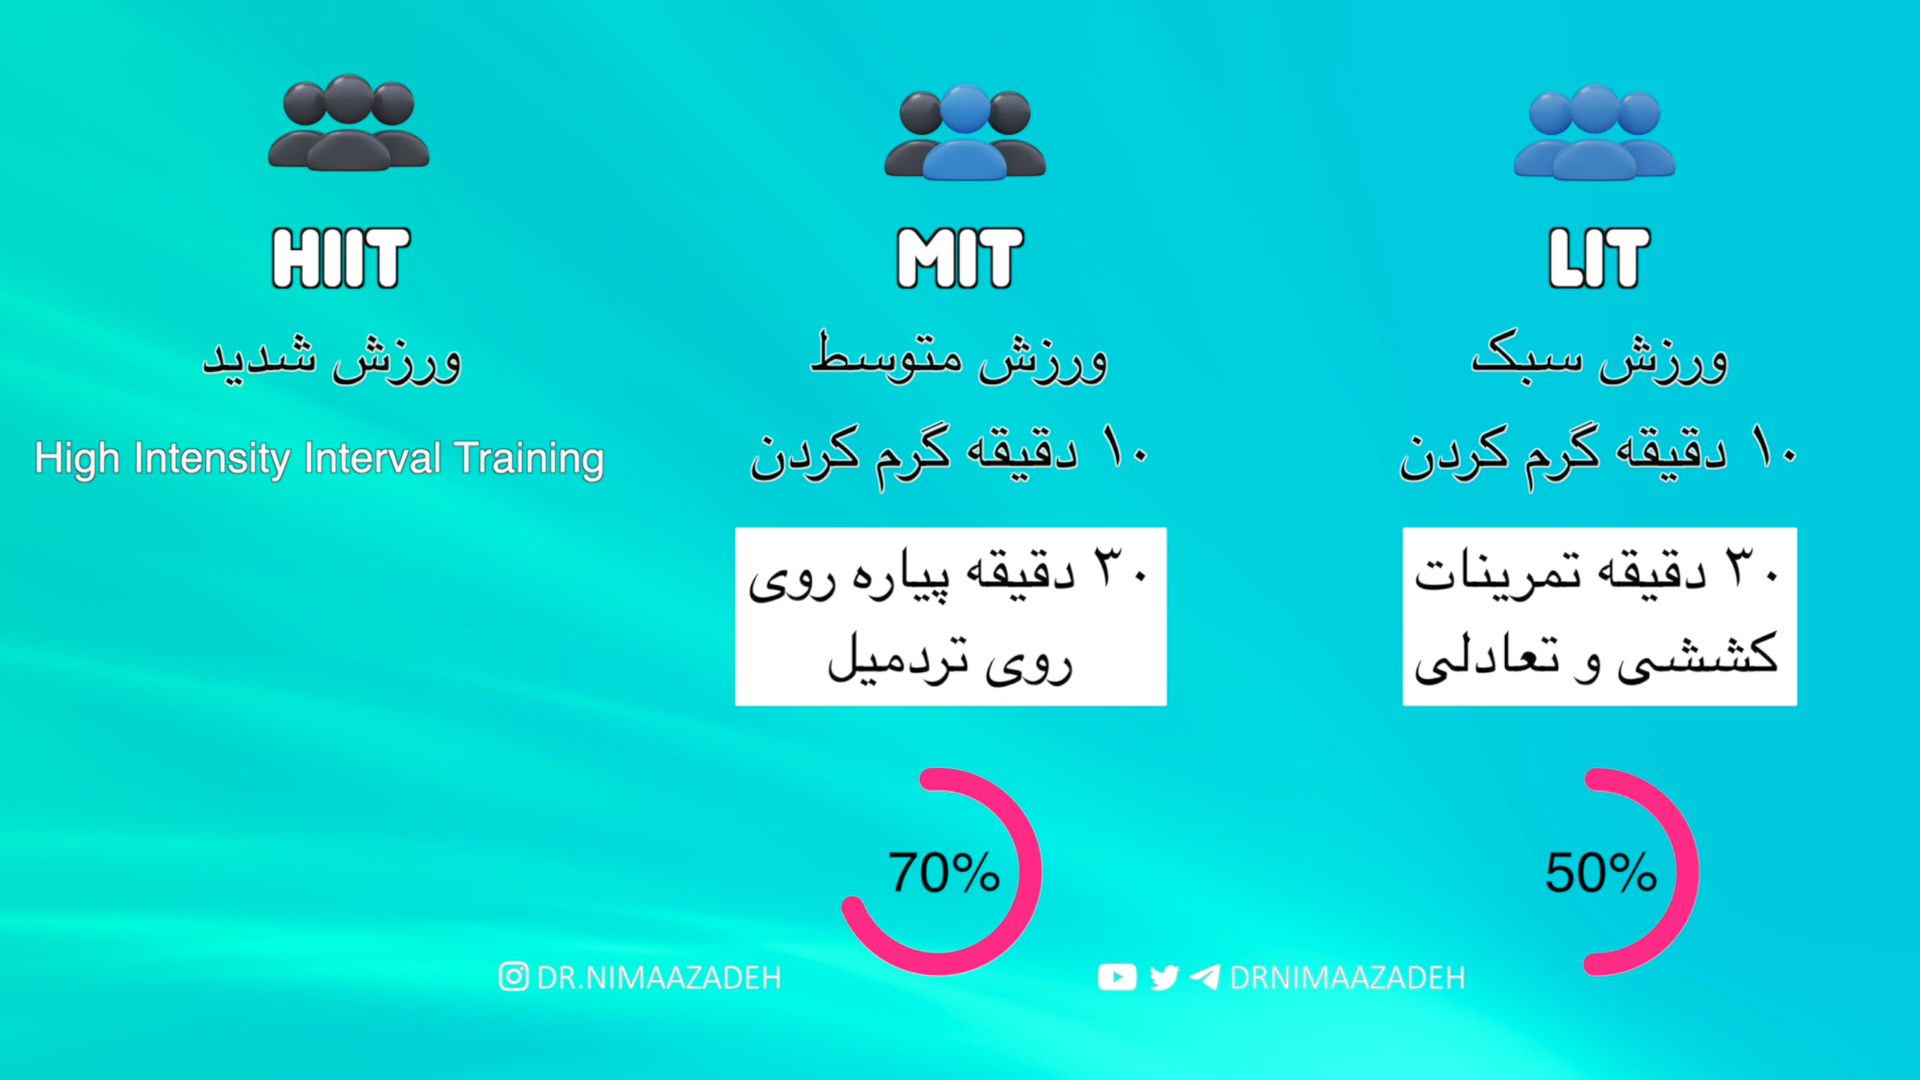 HIIT
ورزش شدید
High Intensity Interval Training
MIT
ورزش متوسط
۱۰ دقیقه گرم کردن
۳۰ دقیقه پیاره روی
روی تردمیل
70%
LIT
ورزش سبک
۱۰ دقیقه گرم کردن
۳۰ دقیقه تمرینات
کششی و تعادلی
50%
DR.NIMAAZADEH
DRNIMAAZADEH